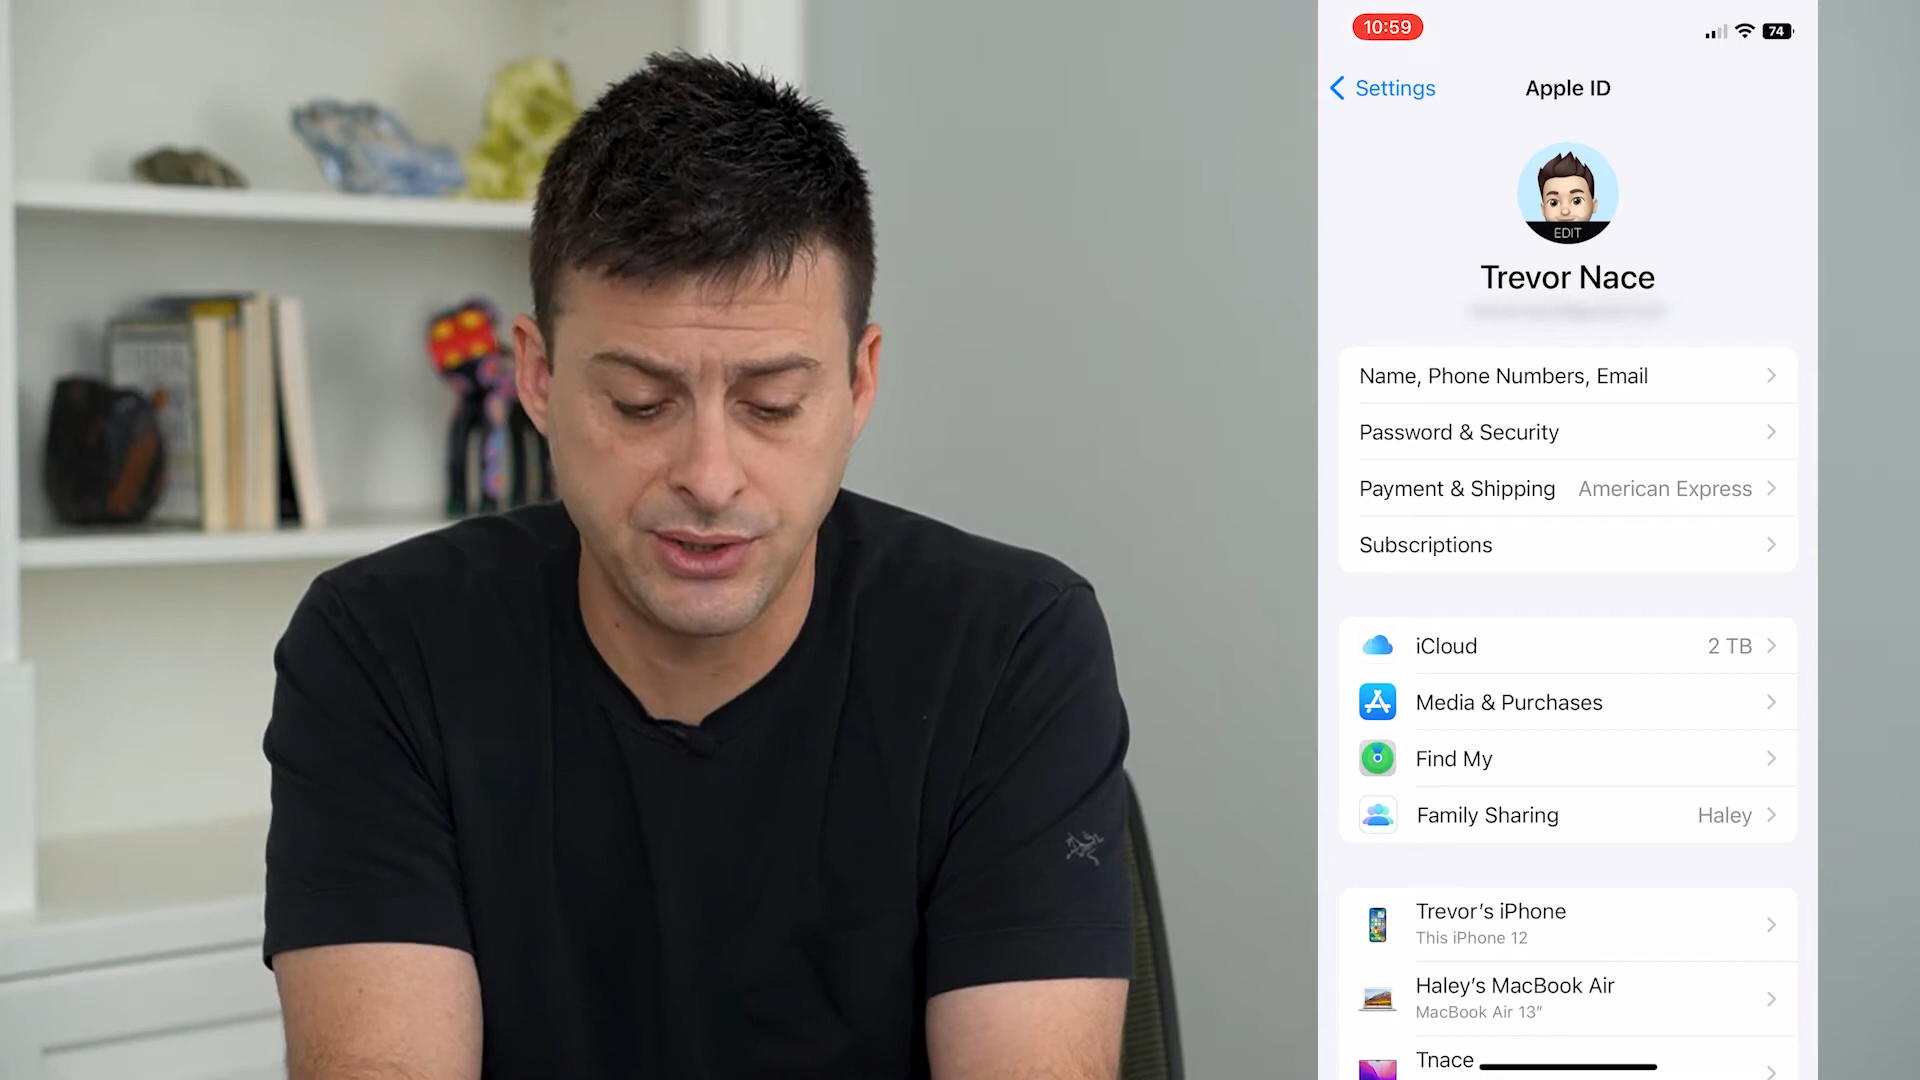 10:59
74
Settings
Apple ID
EDIT
Trevor Nace
Name, Phone Numbers, Email
Password & Security
Payment & Shipping American Express
Subscriptions
iCloud 2 TB
Media & Purchases
Find My
Family Sharing Haley
Trevor’s iPhone
This iPhone 12
Haley’s MacBook Air
MacBook Air 13”
Tnace